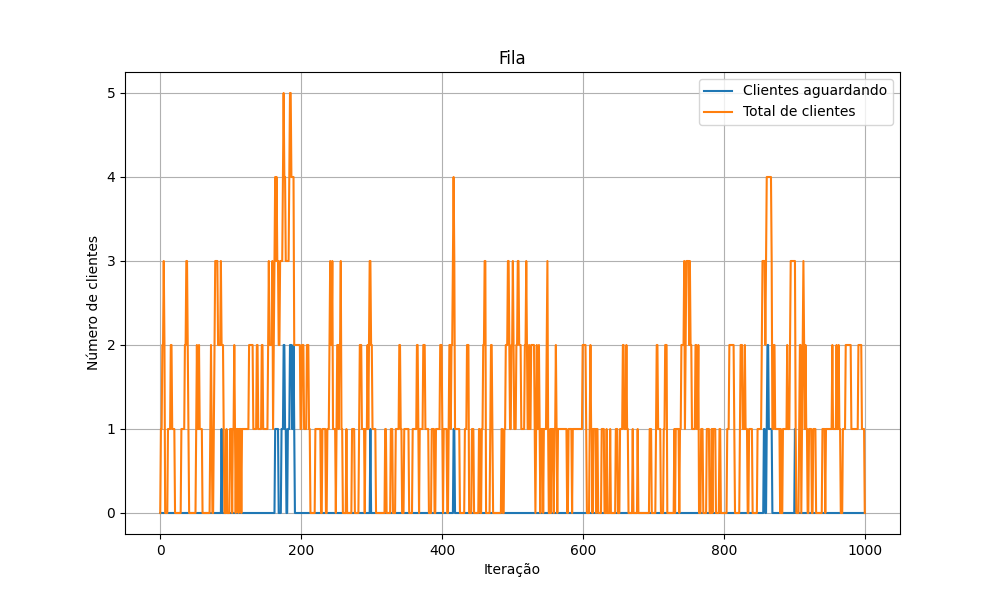 Fila
Clientes aguardando
Total de clientes
Número de clientes
5
4
3
2
1
0
0 200 400 600 800 1000
Iteração